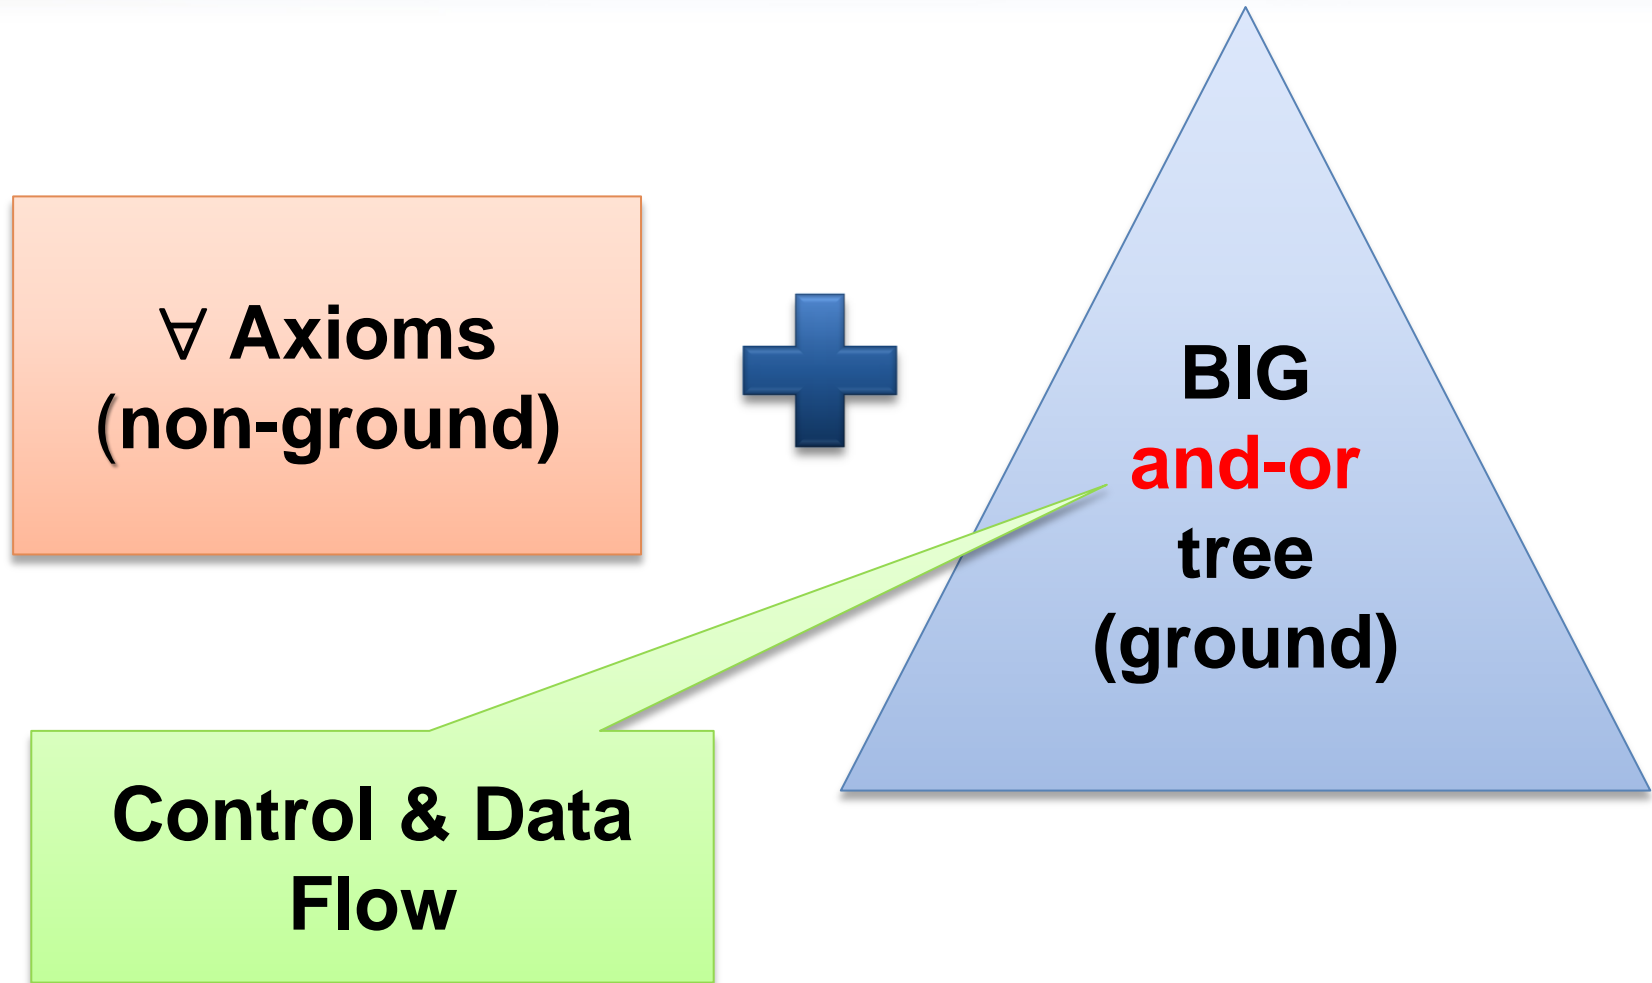 ∀ Axioms
(non-ground)
BIG
and-or
tree
(ground)
Control & Data
Flow